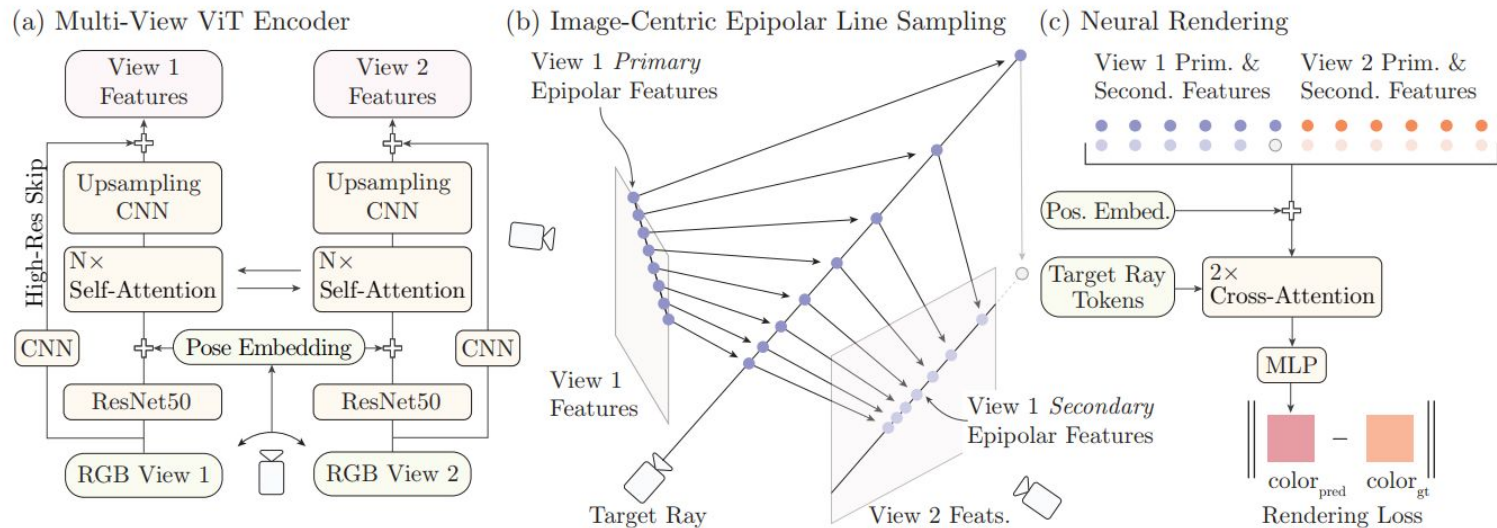 (a) Multi-View ViT Encoder
View 1
Features
View 2
Features
High-Res Skip
Upsampling
CNN
Upsampling
CNN
N×
Self-Attention
N×
Self-Attention
CNN
Pose Embedding
CNN
ResNet50
ResNet50
RGB View 1
RGB View 2
(b) Image-Centric Epipolar Line Sampling
View 1 Primary
Epipolar Features
View 1
Features
View 1 Secondary
Epipolar Features
Target Ray
View 2 Feats.
(c) Neural Rendering
View 1 Prim. &
Second. Features
View 2 Prim. &
Second. Features
Pos. Embed.
Target Ray
Tokens
2×
Cross-Attention
MLP
color_pred
color_gt
Rendering Loss